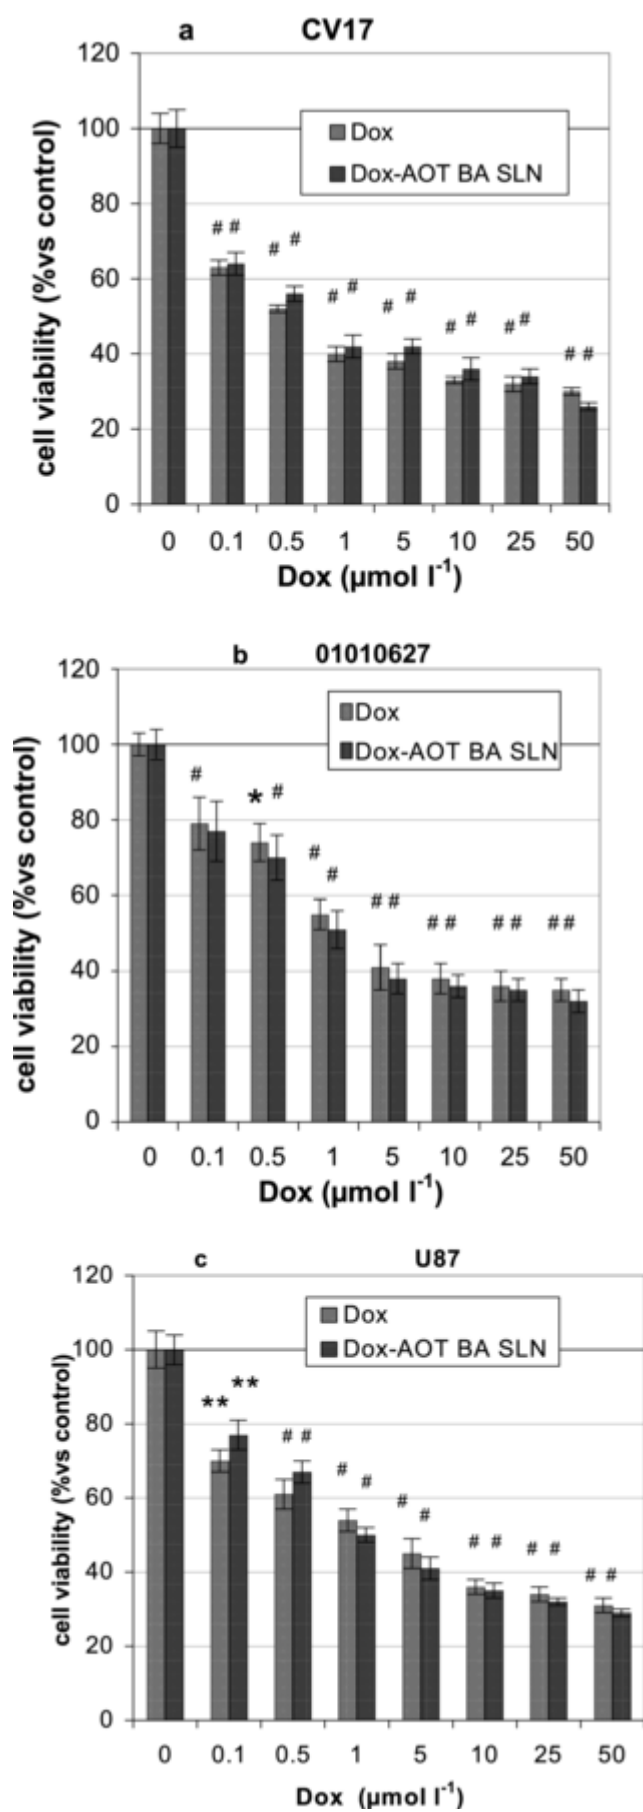 a CV17
120
100
80
60
40
20
0
cell viability (%vs control)
Dox
Dox-AOT BA SLN
# #
# #
# #
# #
# #
# #
# #
0 0.1 0.5 1 5 10 25 50
Dox (µmol l⁻¹)
b 01010627
120
100
80
60
40
20
0
cell viability (%vs control)
Dox
Dox-AOT BA SLN
#
* #
# #
# #
# #
# #
# #
0 0.1 0.5 1 5 10 25 50
Dox (µmol l⁻¹)
c U87
120
100
80
60
40
20
0
cell viability (%vs control)
Dox
Dox-AOT BA SLN
** **
# #
# #
# #
# #
# #
# #
0 0.1 0.5 1 5 10 25 50
Dox (µmol l⁻¹)